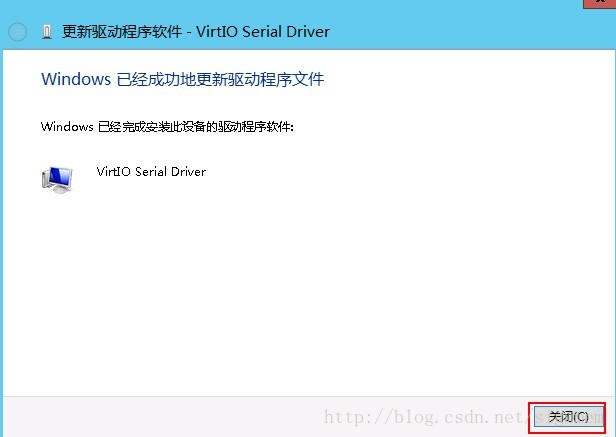 更新驱动程序软件 - VirtIO Serial Driver
Windows 已经成功地更新驱动程序文件
Windows 已经完成安装此设备的驱动程序软件:
VirtIO Serial Driver
http://blog.csdn.net/
关闭(C)